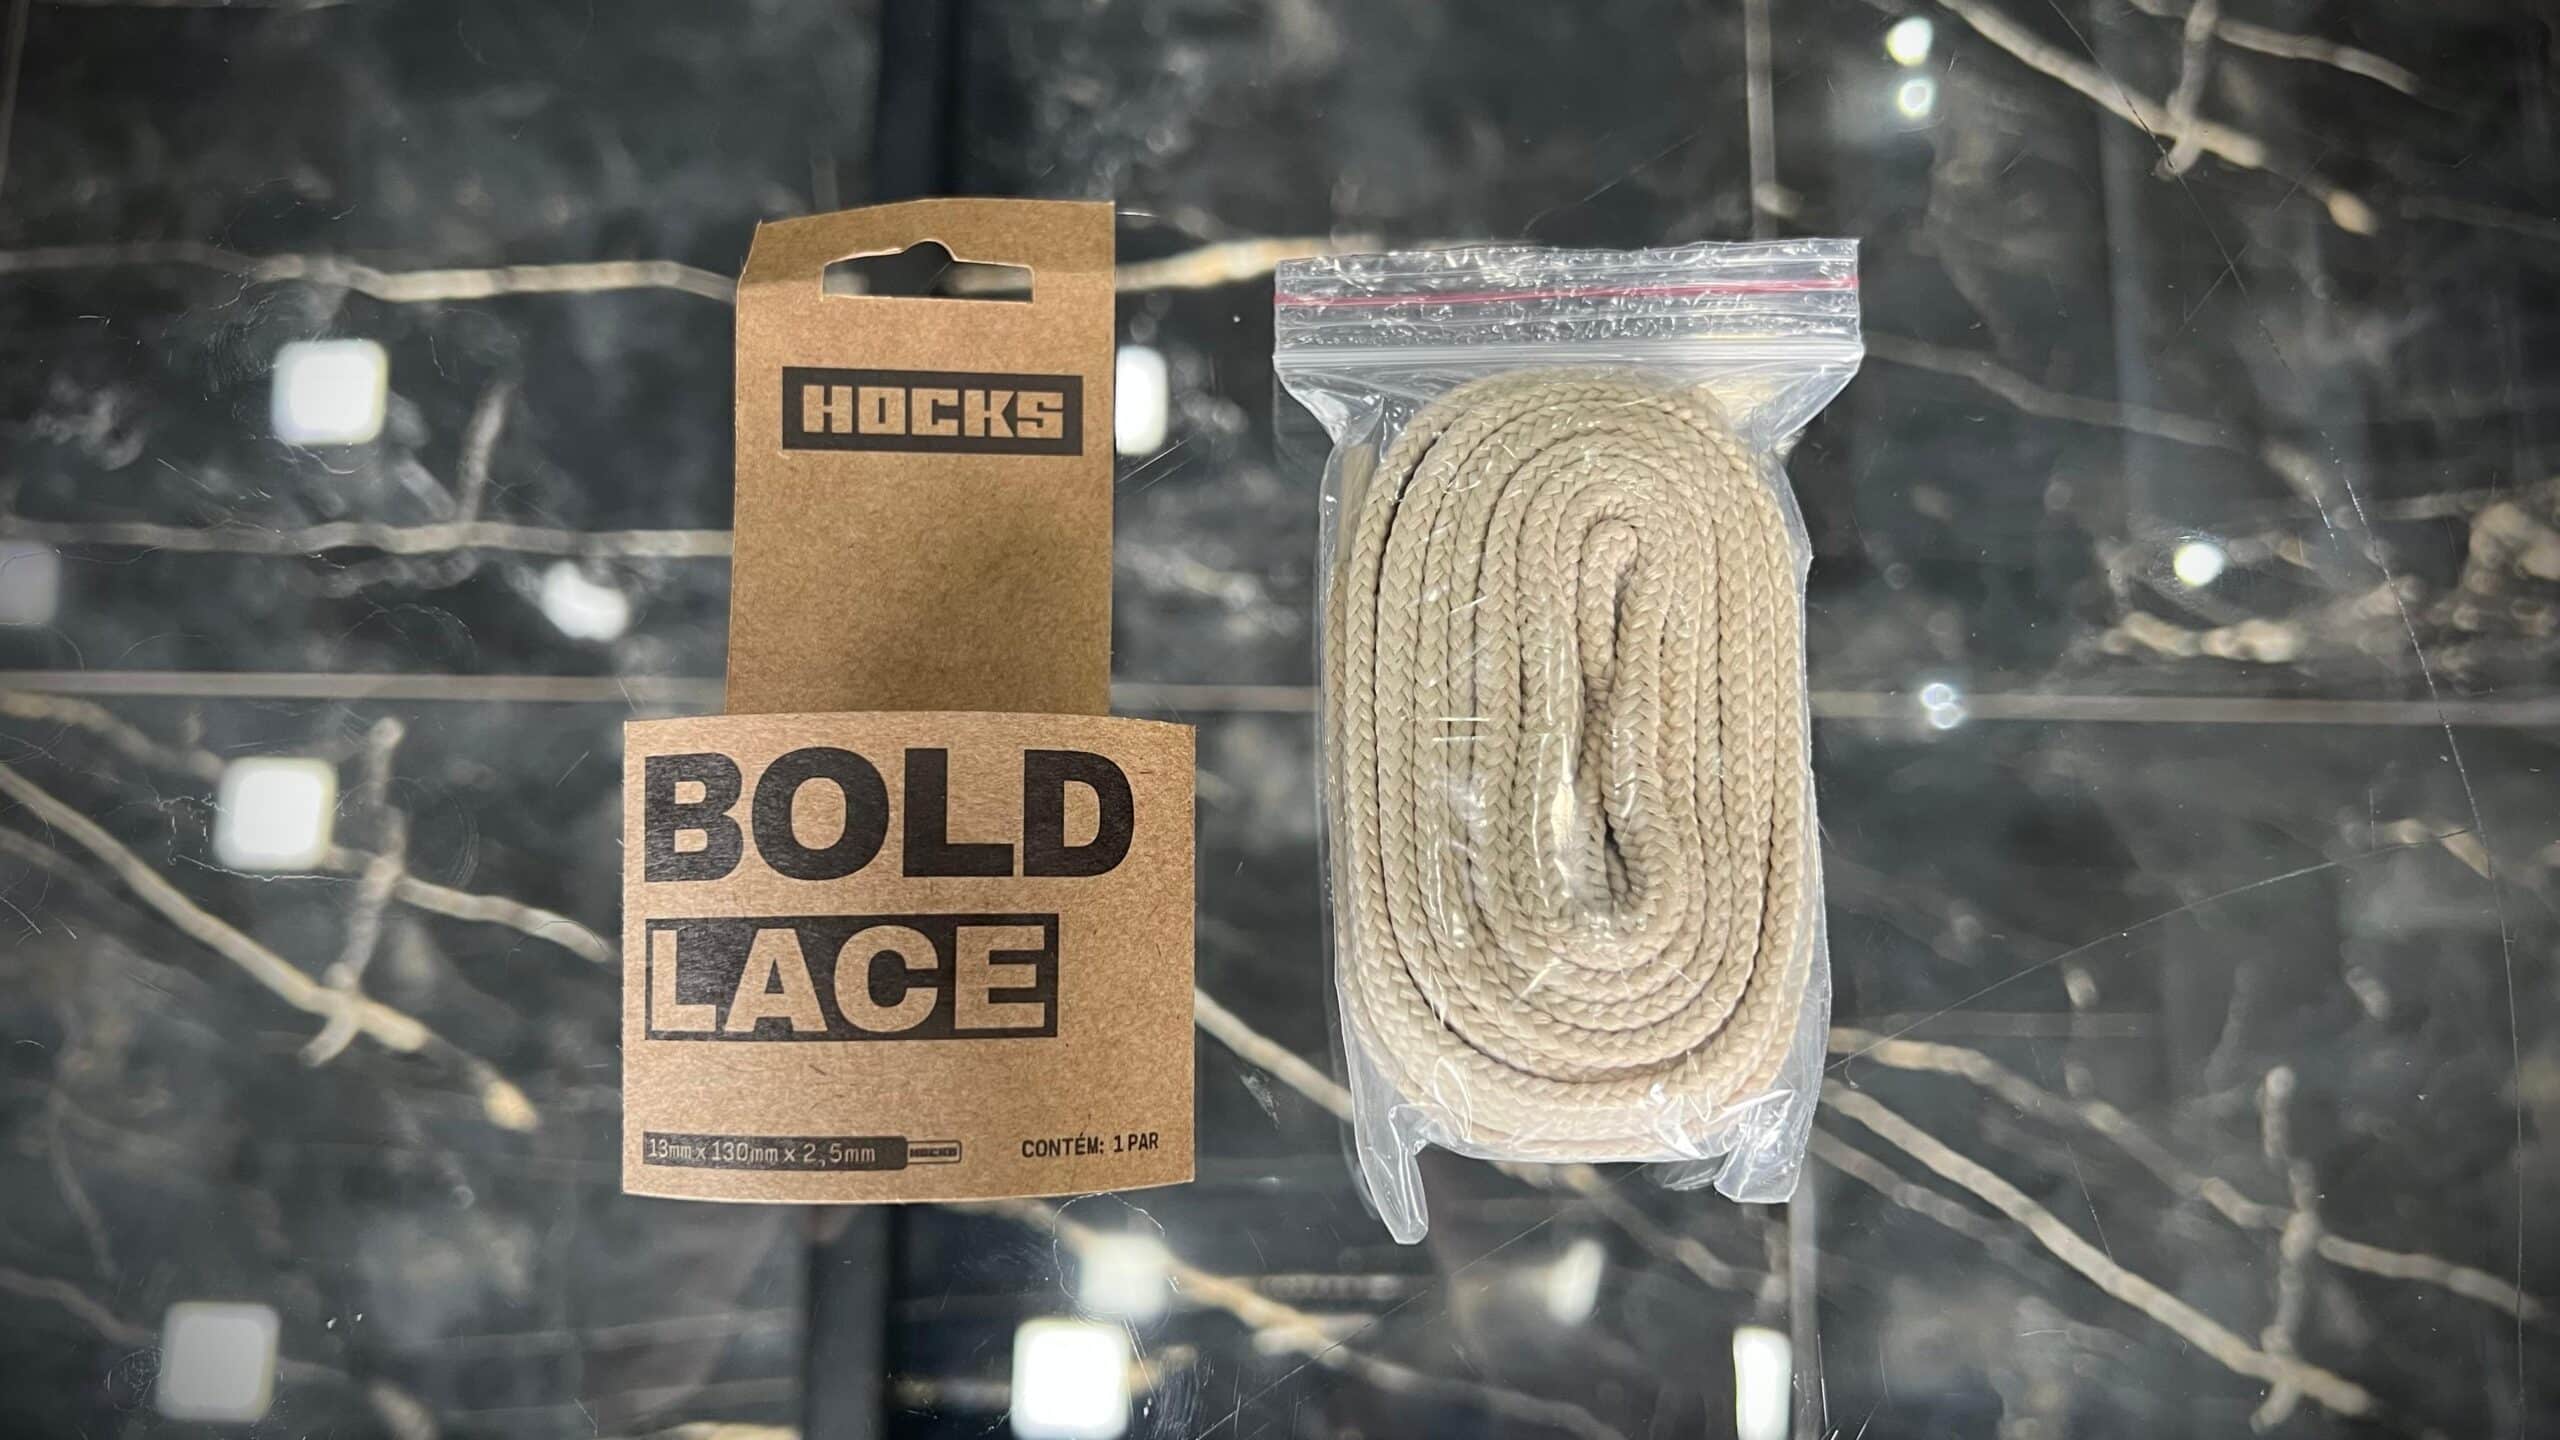 HOCKS
BOLD
LACE
13mm x 130mm x 2,5mm HOCKS
CONTÉM: 1 PAR